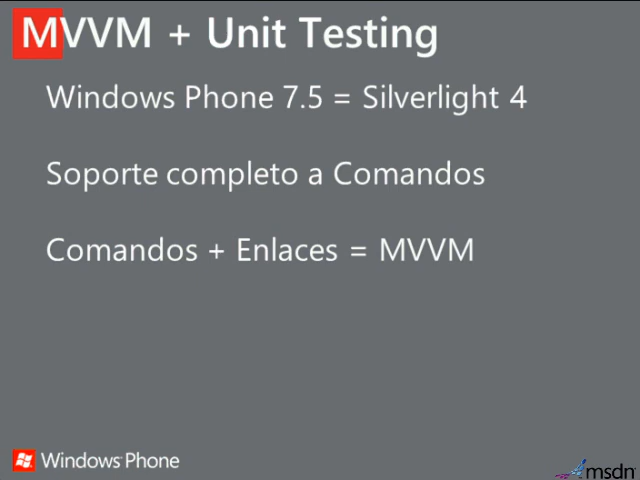 MVVM + Unit Testing
Windows Phone 7.5 = Silverlight 4
Soporte completo a Comandos
Comandos + Enlaces = MVVM
Windows Phone
msdn